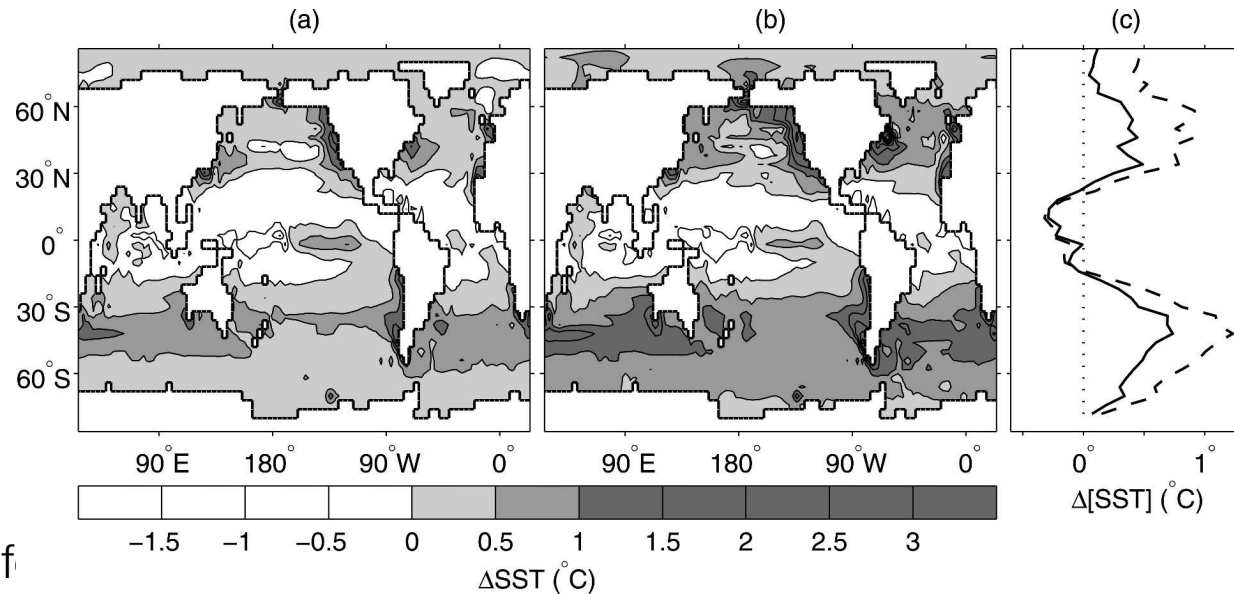 (a) (b) (c)
60° N
30° N
0°
30° S
60° S
90° E 180° 90° W 0° 90° E 180° 90° W 0° 0 1°
Δ[SST] (°C)
−1.5 −1 −0.5 0 0.5 1 1.5 2 2.5 3
ΔSST (°C)